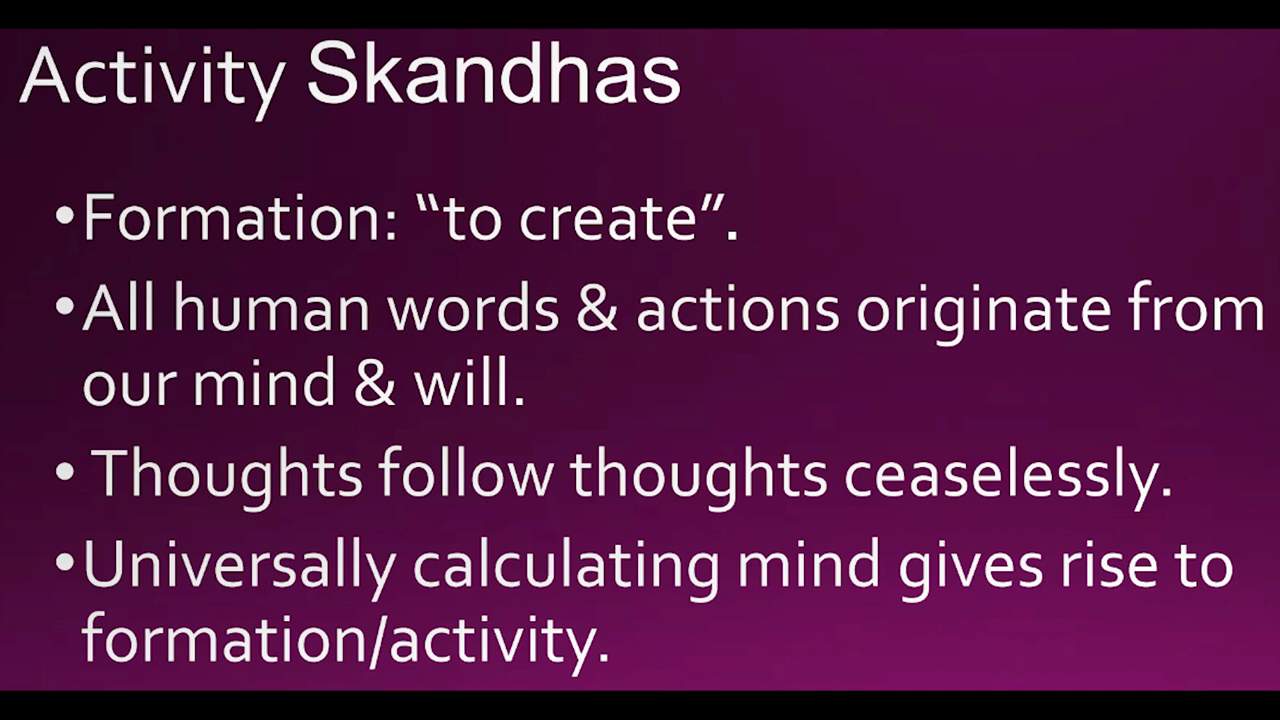 Activity Skandhas
•Formation: “to create”.
•All human words & actions originate from
our mind & will.
• Thoughts follow thoughts ceaselessly.
•Universally calculating mind gives rise to
formation/activity.